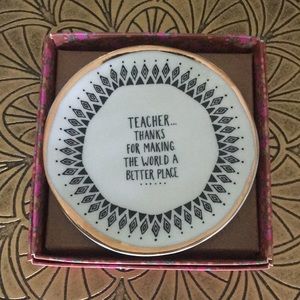 TEACHER...
THANKS
FOR MAKING
THE WORLD A
BETTER PLACE